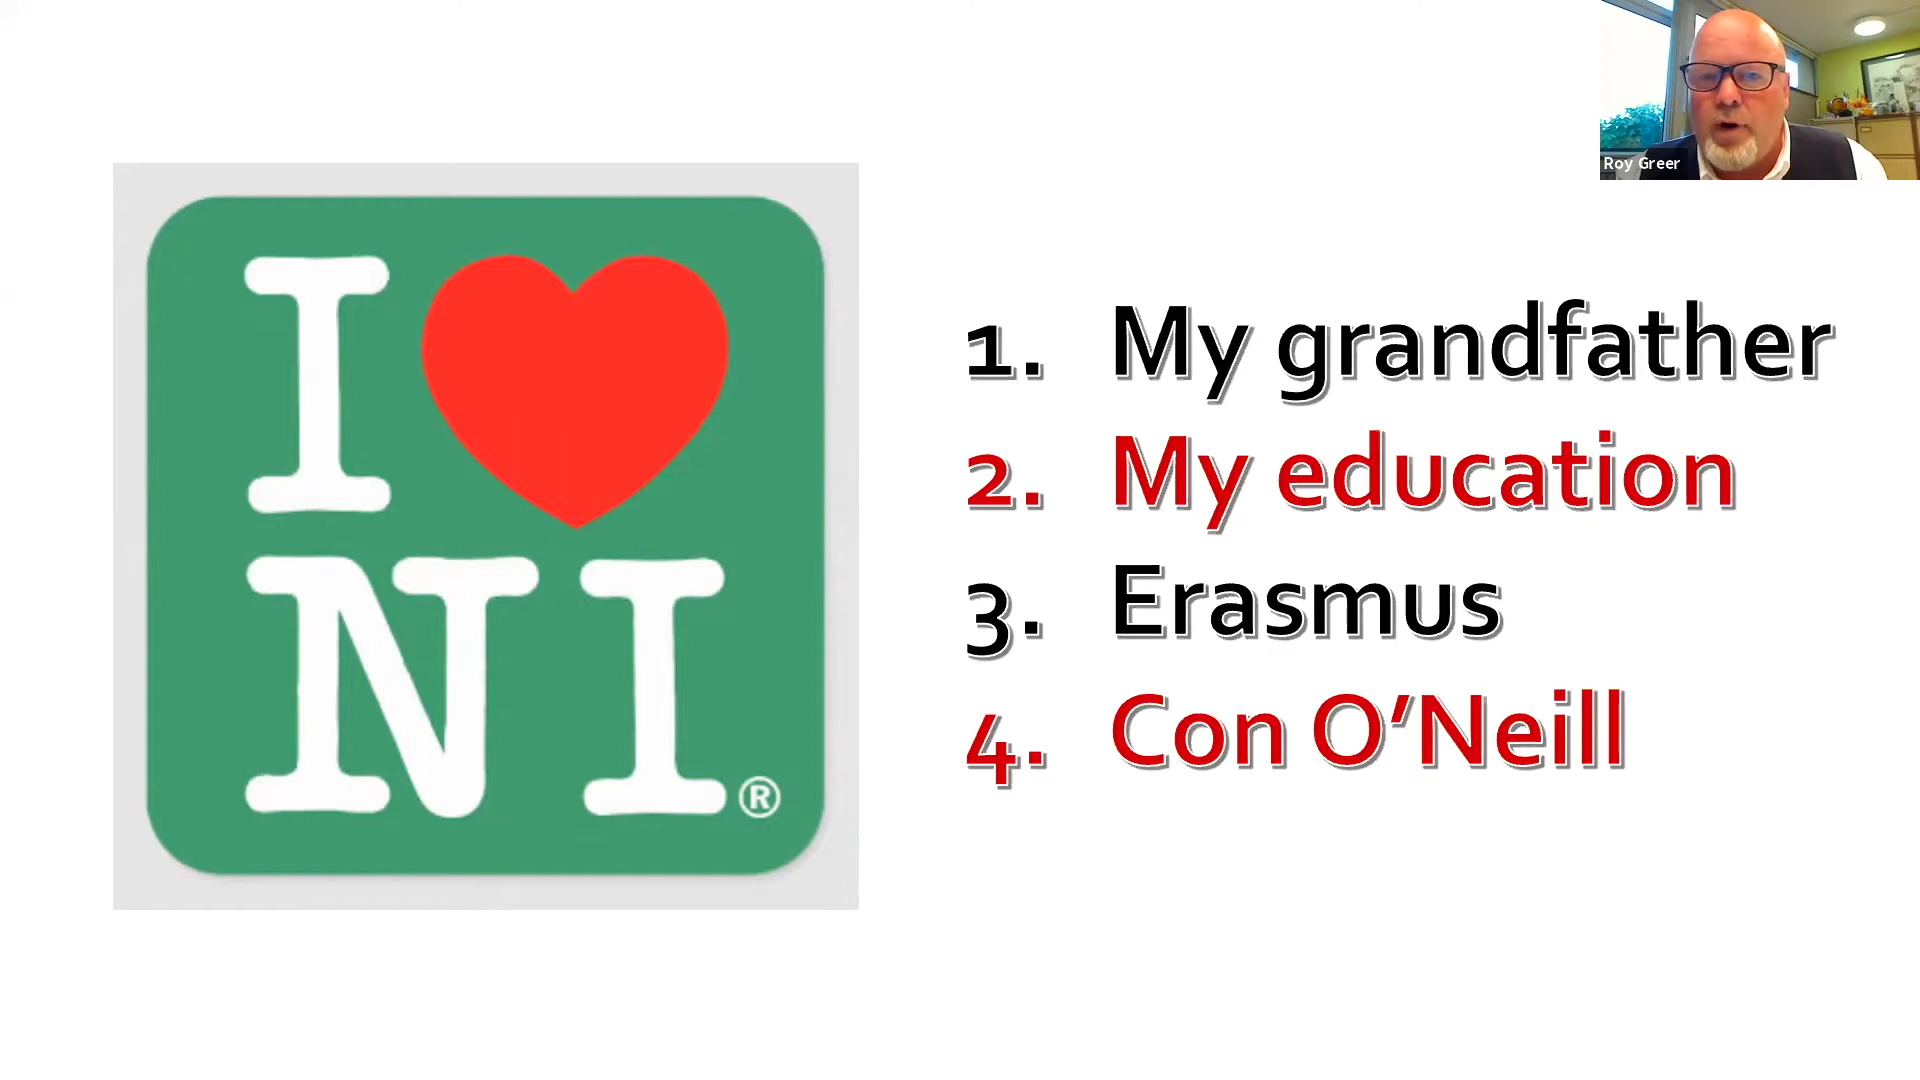 Roy Greer
I
NI®
1. My grandfather
2. My education
3. Erasmus
4. Con O’Neill